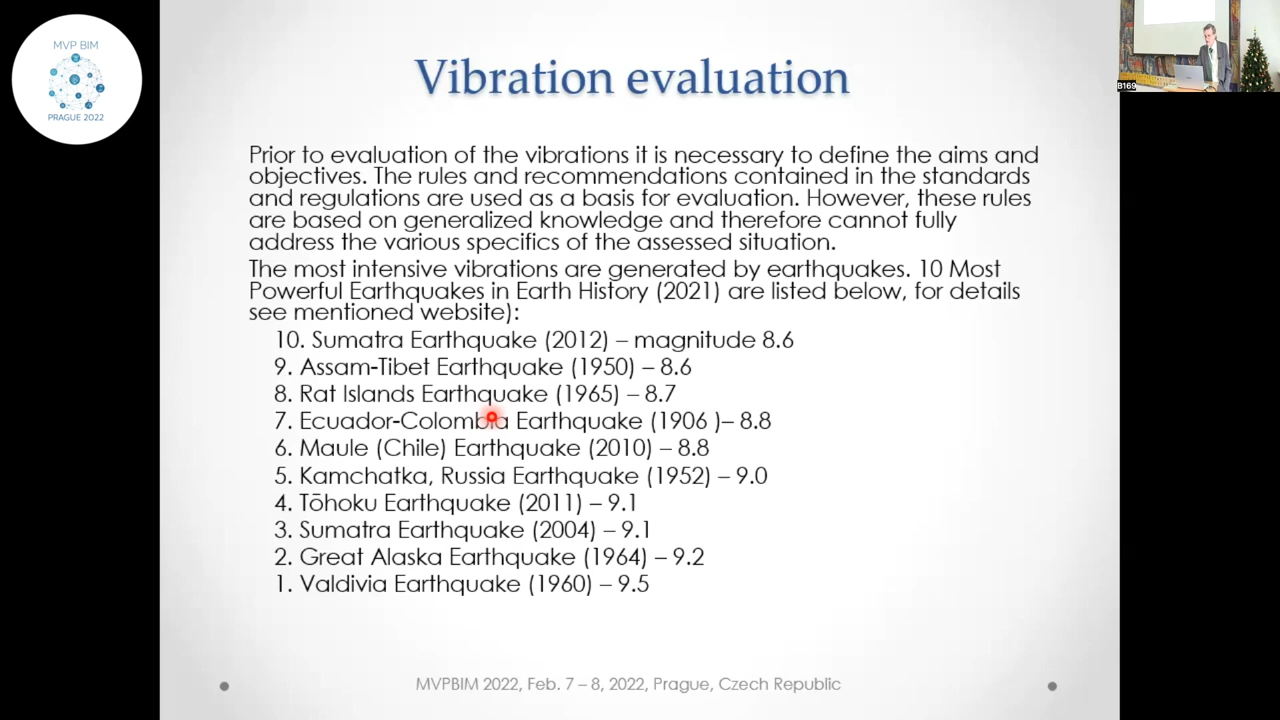 MVP BIM
PRAGUE 2022
B169
Vibration evaluation
Prior to evaluation of the vibrations it is necessary to define the aims and
objectives. The rules and recommendations contained in the standards
and regulations are used as a basis for evaluation. However, these rules
are based on generalized knowledge and therefore cannot fully
address the various specifics of the assessed situation.
The most intensive vibrations are generated by earthquakes. 10 Most
Powerful Earthquakes in Earth History (2021) are listed below, for details
see mentioned website):
10. Sumatra Earthquake (2012) – magnitude 8.6
9. Assam-Tibet Earthquake (1950) – 8.6
8. Rat Islands Earthquake (1965) – 8.7
7. Ecuador-Colombia Earthquake (1906 )– 8.8
6. Maule (Chile) Earthquake (2010) – 8.8
5. Kamchatka, Russia Earthquake (1952) – 9.0
4. Tōhoku Earthquake (2011) – 9.1
3. Sumatra Earthquake (2004) – 9.1
2. Great Alaska Earthquake (1964) – 9.2
1. Valdivia Earthquake (1960) – 9.5
MVPBIM 2022, Feb. 7 – 8, 2022, Prague, Czech Republic